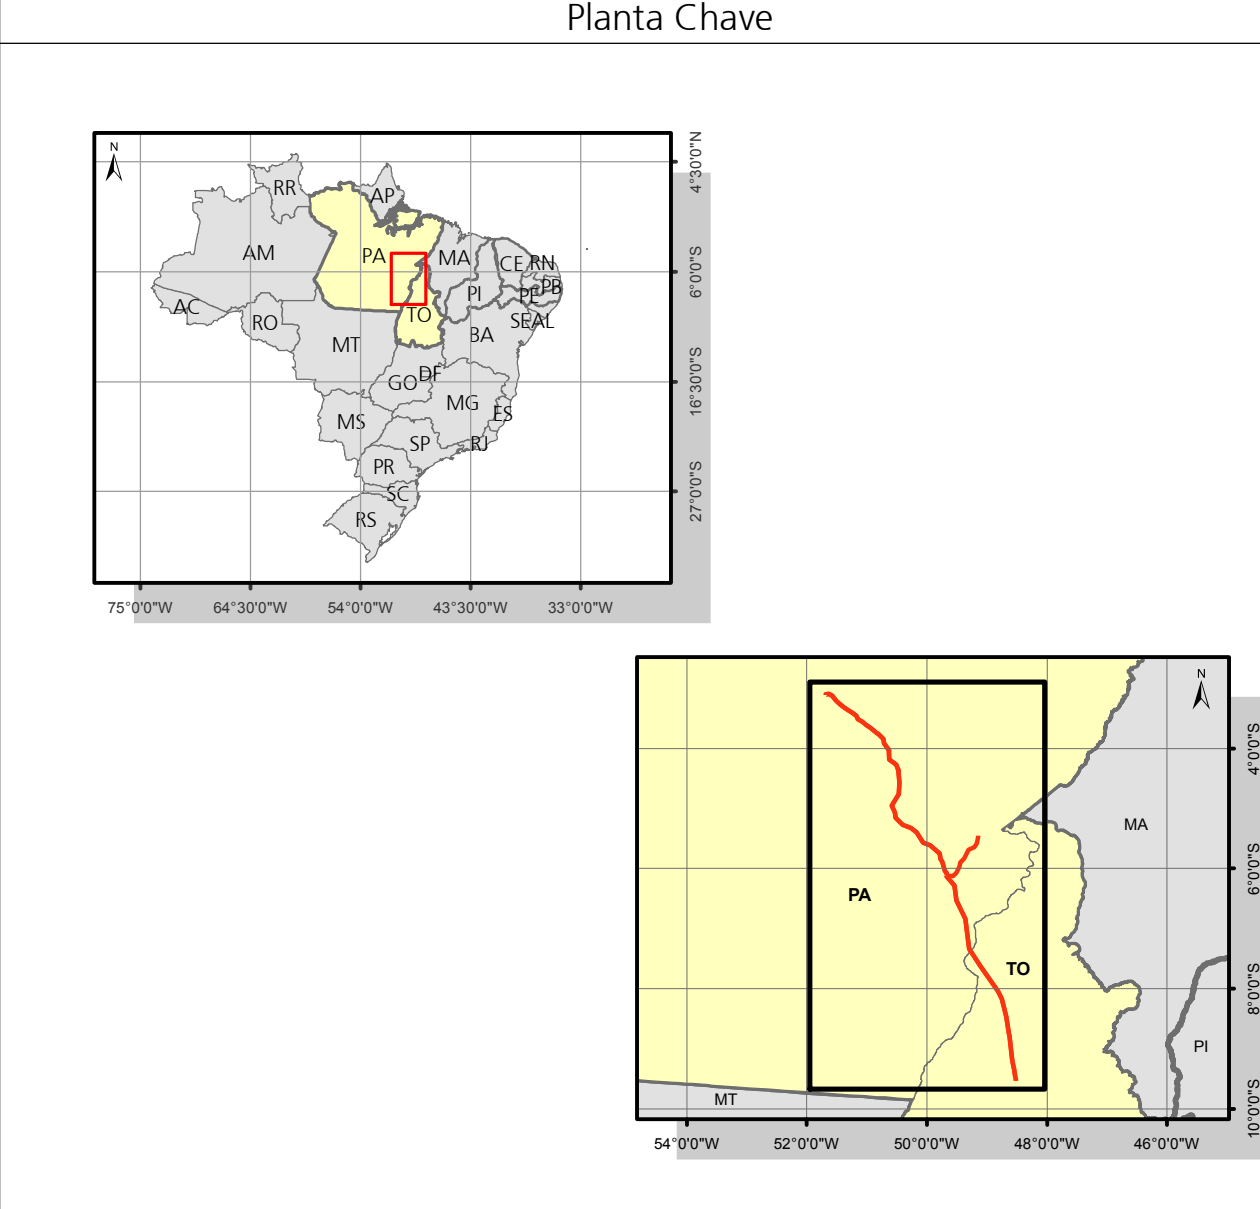 Planta Chave
N
4°30'0"N
RR
AP
AM
PA
MA
CE
RN
6°0'0"S
PI
PE
PB
AC
RO
TO
SE
AL
MT
BA
DF
GO
16°30'0"S
MG
MS
ES
SP
RJ
PR
SC
27°0'0"S
RS
75°0'0"W
64°30'0"W
54°0'0"W
43°30'0"W
33°0'0"W
N
4°0'0"S
MA
6°0'0"S
PA
TO
8°0'0"S
PI
MT
10°0'0"S
54°0'0"W
52°0'0"W
50°0'0"W
48°0'0"W
46°0'0"W